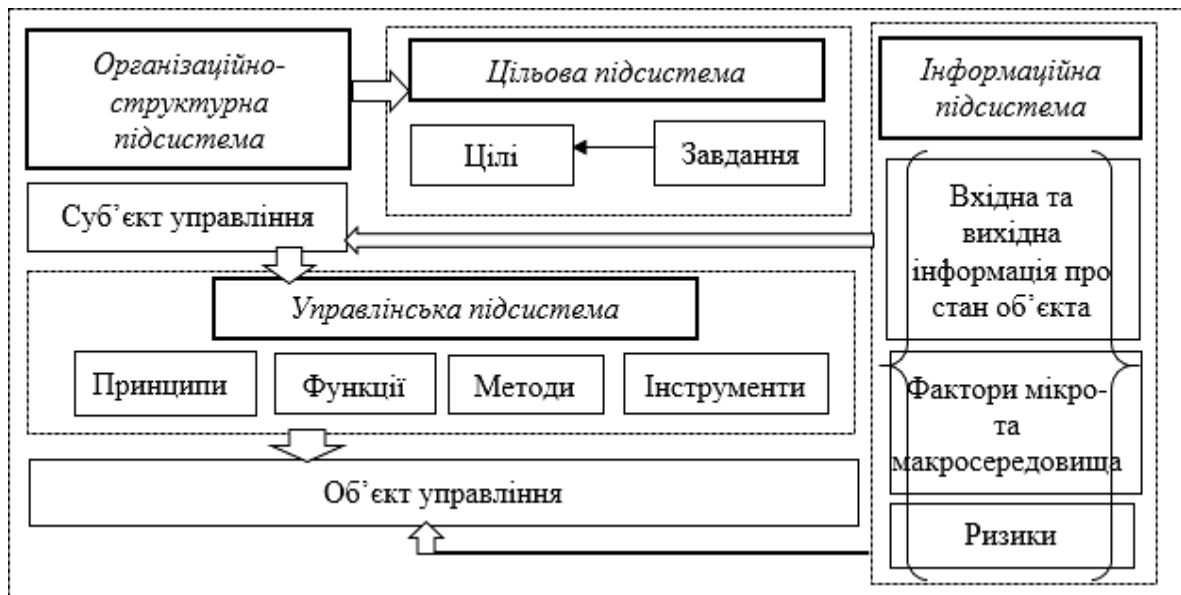 Організаційно-
структурна
підсистема
Цільова підсистема
Цілі
Завдання
Інформаційна
підсистема
Суб’єкт управління
Вхідна та
вихідна
інформація про
стан об’єкта
Управлінська підсистема
Принципи
Функції
Методи
Інструменти
Фактори мікро-
та
макросередовища
Об’єкт управління
Ризики